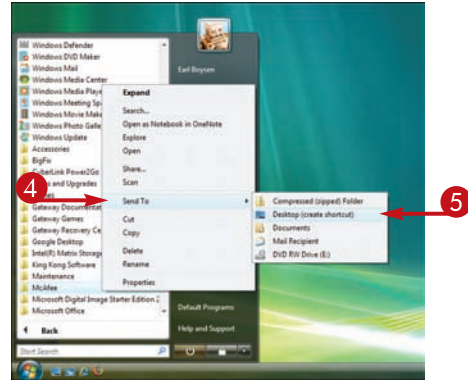 Windows Defender
Windows DVD Maker
Windows Mail
Windows Media Center
Windows Media Playe
Windows Meeting Sp
Windows Movie Make
Windows Photo Galle
Windows Update
Accessories
BigFix
CyberLink Power2Go
and Upgrades
Gateway Documentat
Gateway Games
Gateway Recovery Ce
Google Desktop
Intel(R) Matrix Storage
King Kong Software
Maintenance
McAfee
Microsoft Digital Image Starter Edition 2
Microsoft Office
Back
Start Search
Earl Boysen
Default Programs
Help and Support
Expand
Search...
Open as Notebook in OneNote
Explore
Open
Share...
Scan
4
Send To
Cut
Copy
Delete
Rename
Properties
Compressed (zipped) Folder
Desktop (create shortcut)
5
Documents
Mail Recipient
DVD RW Drive (E:)